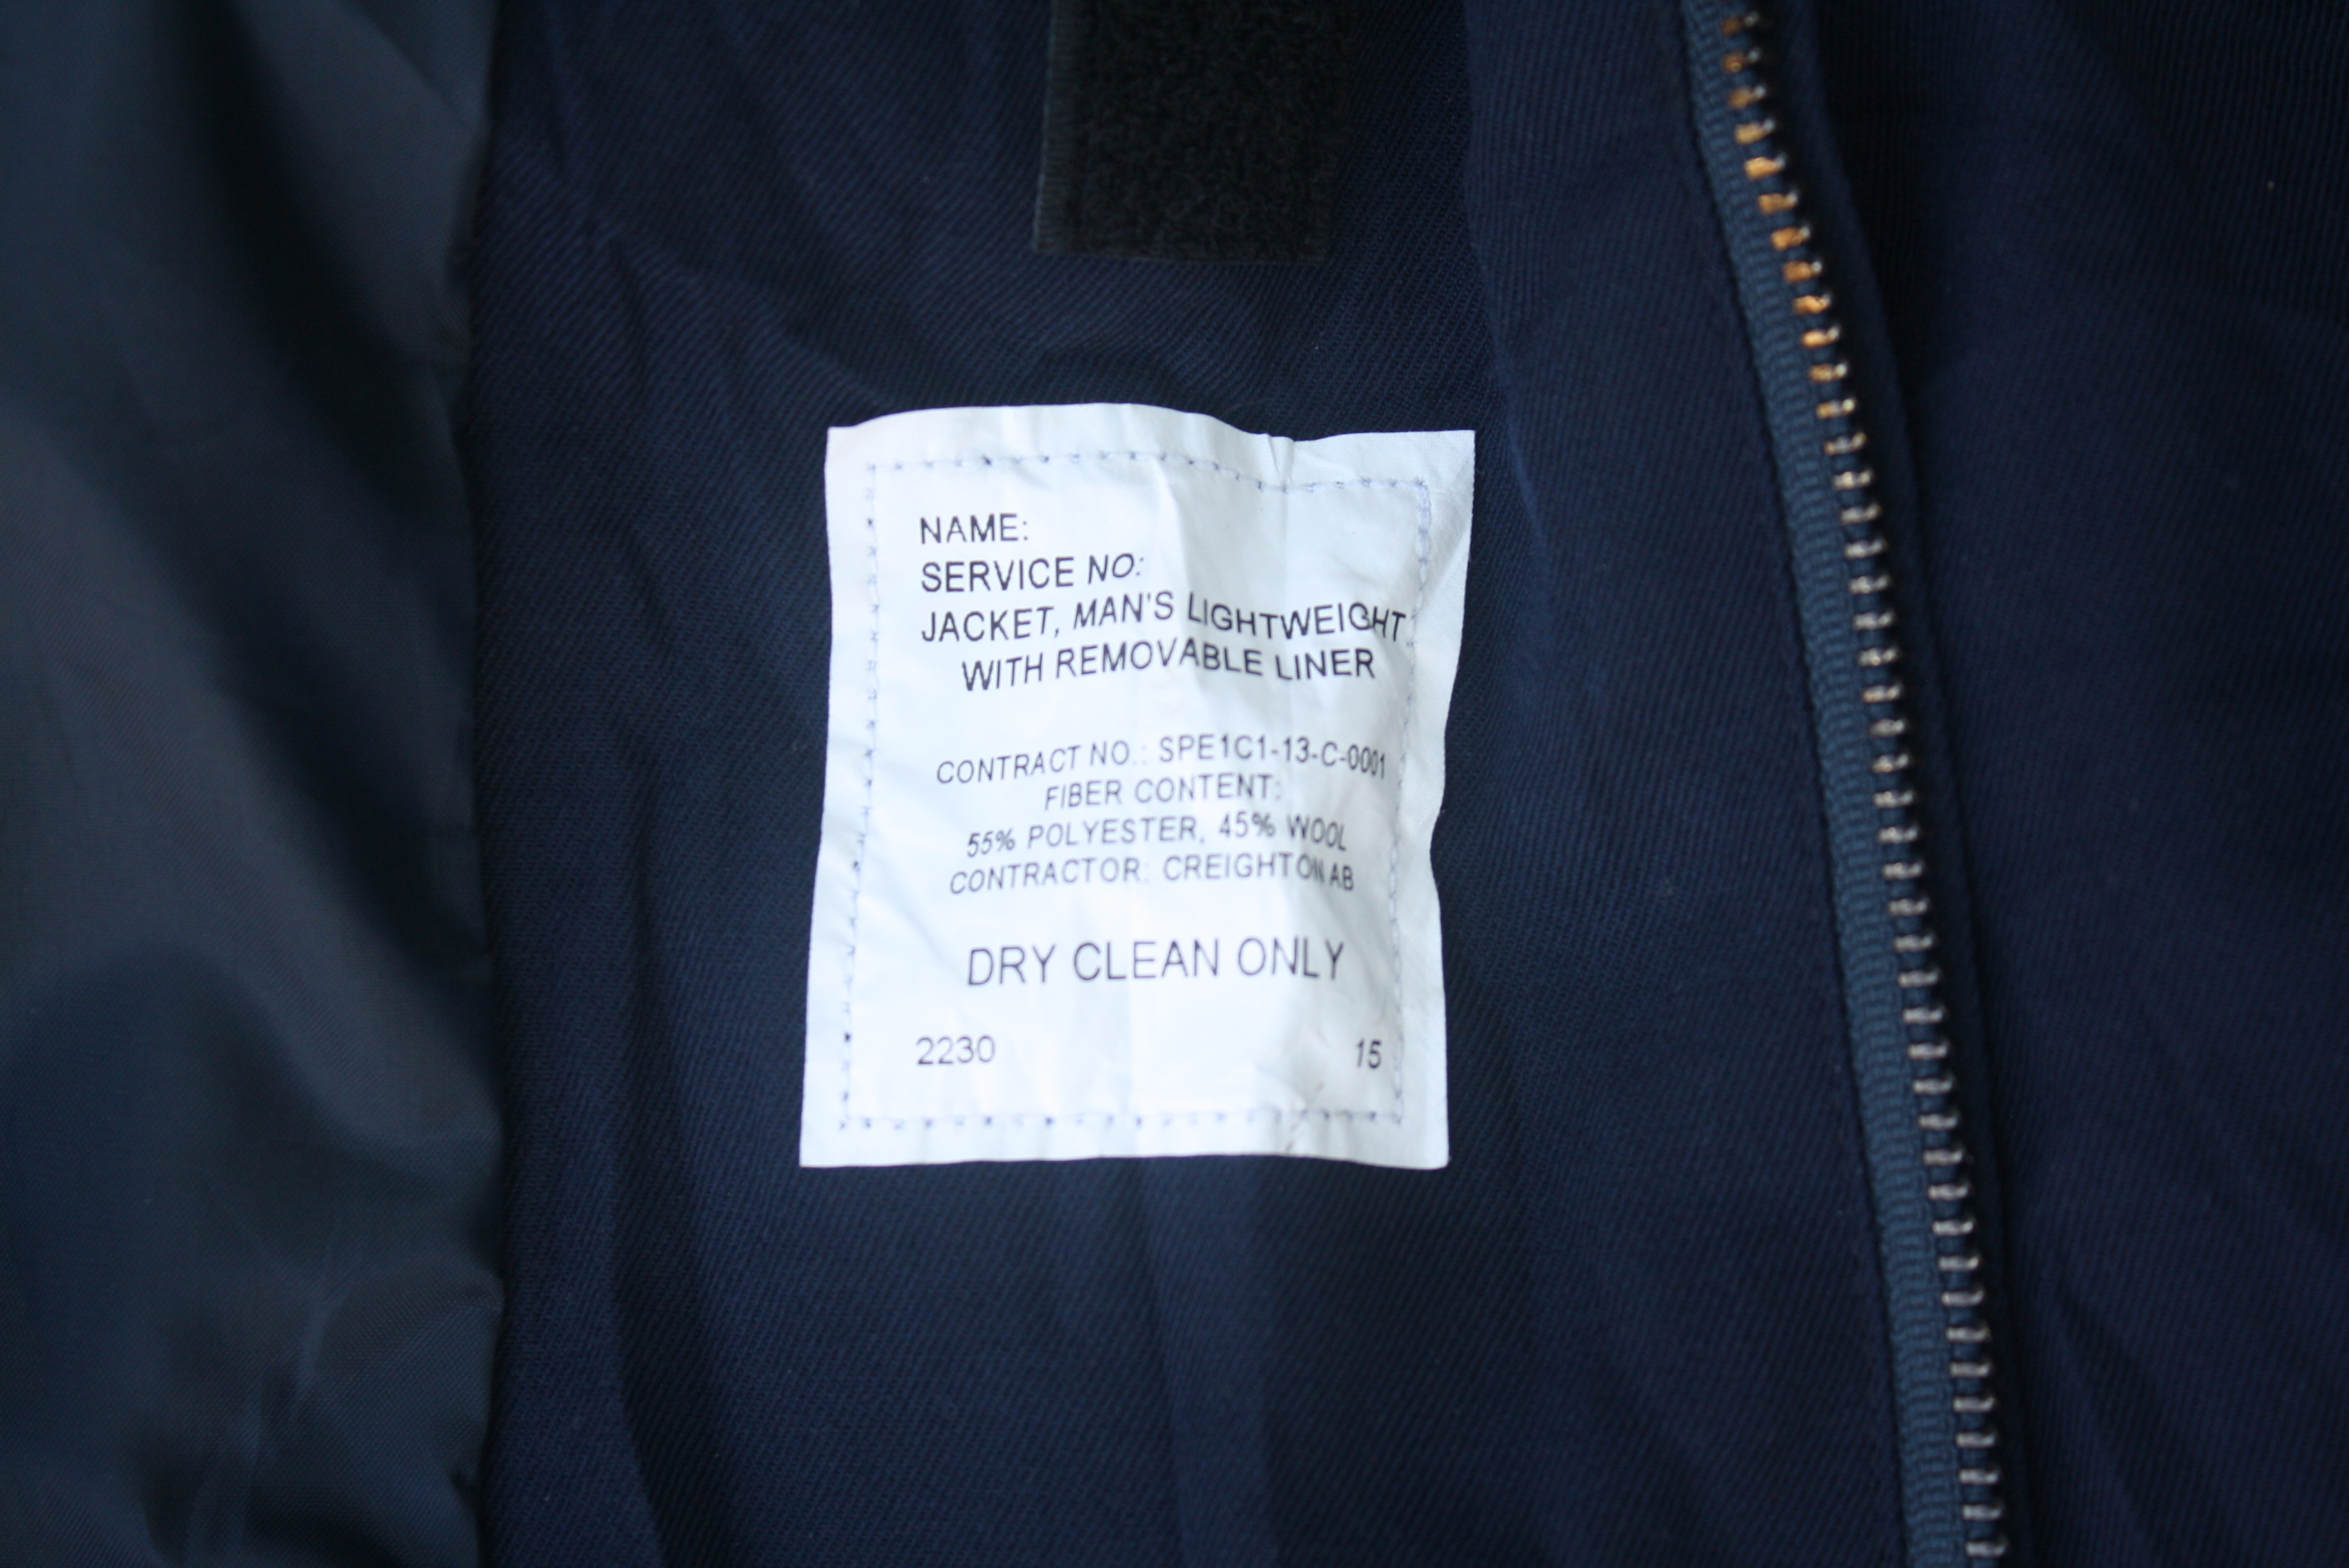 NAME:
SERVICE NO:
JACKET, MAN'S LIGHTWEIGHT
WITH REMOVABLE LINER
CONTRACT NO.: SPE1C1-13-C-0001
FIBER CONTENT:
55% POLYESTER, 45% WOOL
CONTRACTOR: CREIGHTON AB
DRY CLEAN ONLY
2230 15